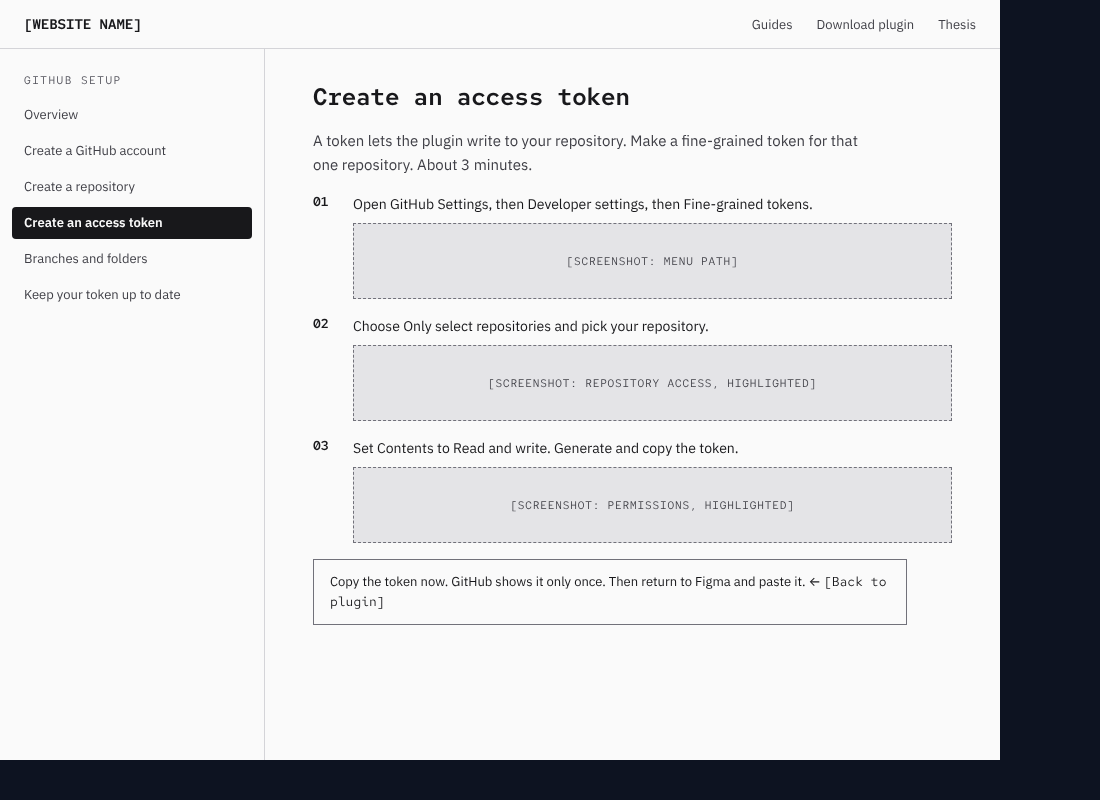 [WEBSITE NAME]
Guides
Download plugin
Thesis
GITHUB SETUP
Overview
Create a GitHub account
Create a repository
Create an access token
Branches and folders
Keep your token up to date
Create an access token
A token lets the plugin write to your repository. Make a fine-grained token for that
one repository. About 3 minutes.
01 Open GitHub Settings, then Developer settings, then Fine-grained tokens.
[SCREENSHOT: MENU PATH]
02 Choose Only select repositories and pick your repository.
[SCREENSHOT: REPOSITORY ACCESS, HIGHLIGHTED]
03 Set Contents to Read and write. Generate and copy the token.
[SCREENSHOT: PERMISSIONS, HIGHLIGHTED]
Copy the token now. GitHub shows it only once. Then return to Figma and paste it. ← [Back to
plugin]